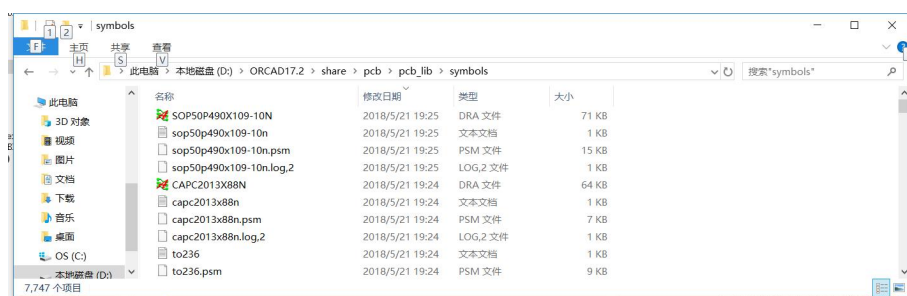 1 2 symbols
F 主页 共享 查看
H S V
此电脑 > 本地磁盘 (D:) > ORCAD17.2 > share > pcb > pcb_lib > symbols 搜索"symbols"
名称 修改日期 类型 大小
此电脑
3D 对象
视频
图片
文档
下载
音乐
桌面
OS (C:)
本地磁盘 (D:)
SOP50P490X109-10N 2018/5/21 19:25 DRA 文件 71 KB
sop50p490x109-10n 2018/5/21 19:25 文本文档 1 KB
sop50p490x109-10n.psm 2018/5/21 19:25 PSM 文件 15 KB
sop50p490x109-10n.log,2 2018/5/21 19:25 LOG,2 文件 1 KB
CAPC2013X88N 2018/5/21 19:24 DRA 文件 64 KB
capc2013x88n 2018/5/21 19:24 文本文档 1 KB
capc2013x88n.psm 2018/5/21 19:24 PSM 文件 7 KB
capc2013x88n.log,2 2018/5/21 19:24 LOG,2 文件 1 KB
to236 2018/5/21 19:24 文本文档 1 KB
to236.psm 2018/5/21 19:24 PSM 文件 9 KB
7,747 个项目